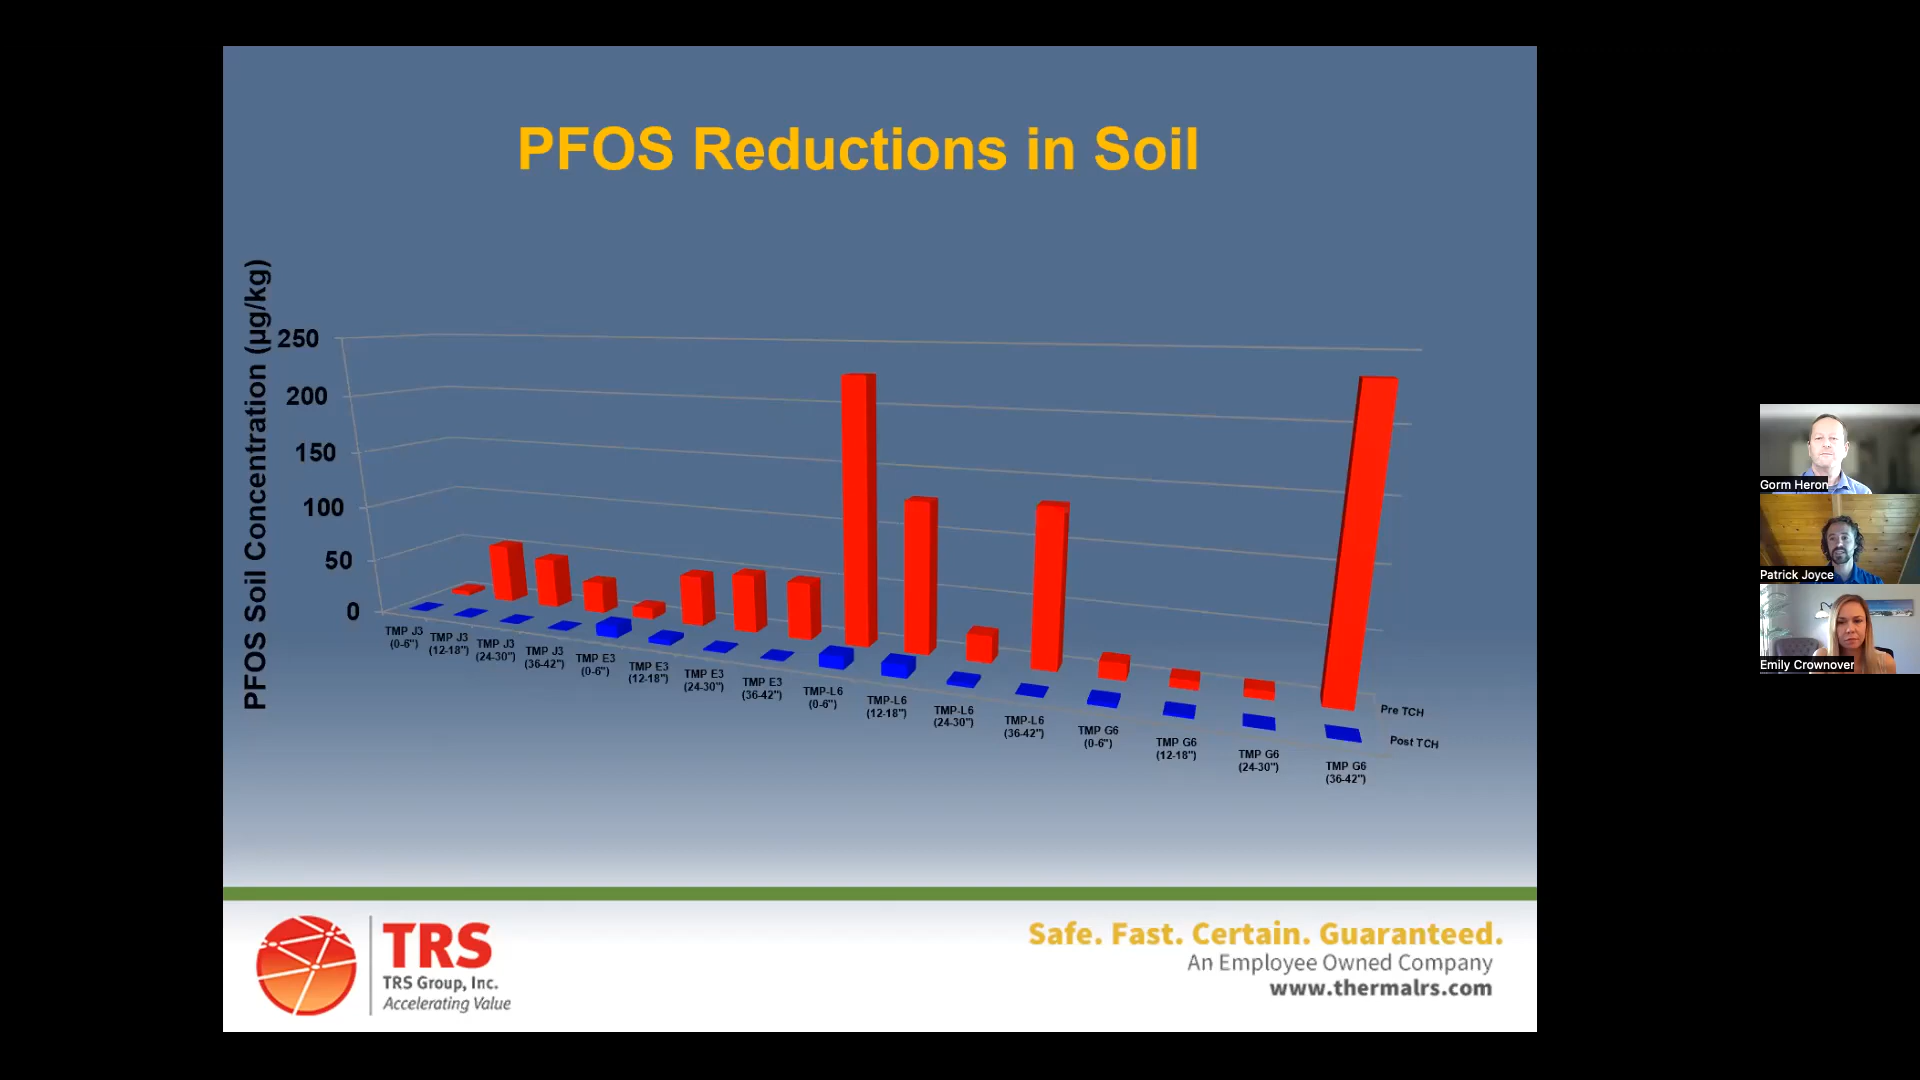 PFOS Reductions in Soil
PFOS Soil Concentration (µg/kg)
250
200
150
100
50
0
TMP J3
(0-6")
TMP J3
(12-18")
TMP J3
(24-30")
TMP J3
(36-42")
TMP E3
(0-6")
TMP E3
(12-18")
TMP E3
(24-30")
TMP E3
(36-42")
TMP-L6
(0-6")
TMP-L6
(12-18")
TMP-L6
(24-30")
TMP-L6
(36-42")
TMP G6
(0-6")
TMP G6
(12-18")
TMP G6
(24-30")
TMP G6
(36-42")
Pre TCH
Post TCH
TRS
TRS Group, Inc.
Accelerating Value
Safe. Fast. Certain. Guaranteed.
An Employee Owned Company
www.thermalrs.com
Gorm Heron
Patrick Joyce
Emily Crownover